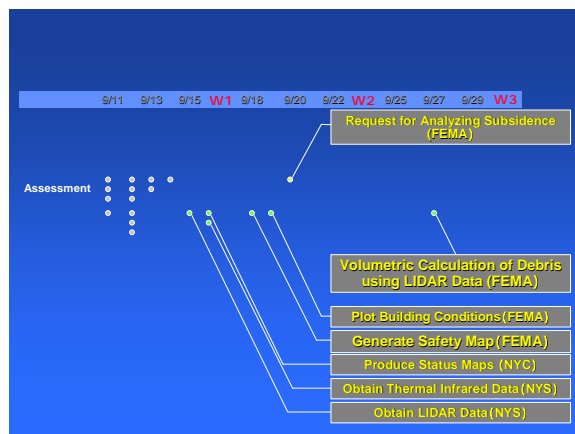 9/11 9/13 9/15 W1 9/18 9/20 9/22 W2 9/25 9/27 9/29 W3
Request for Analyzing Subsidence
(FEMA)
Assessment
Volumetric Calculation of Debris
using LIDAR Data (FEMA)
Plot Building Conditions (FEMA)
Generate Safety Map (FEMA)
Produce Status Maps (NYC)
Obtain Thermal Infrared Data (NYS)
Obtain LIDAR Data (NYS)